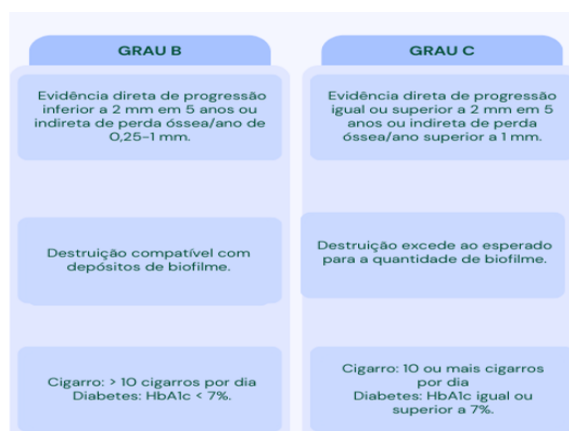 GRAU B
Evidência direta de progressão
inferior a 2 mm em 5 anos ou
indireta de perda óssea/ano de
0,25-1 mm.
Destruição compatível com
depósitos de biofilme.
Cigarro: > 10 cigarros por dia
Diabetes: HbA1c < 7%.
GRAU C
Evidência direta de progressão
igual ou superior a 2 mm em 5
anos ou indireta de perda
óssea/ano superior a 1 mm.
Destruição excede ao esperado
para a quantidade de biofilme.
Cigarro: 10 ou mais cigarros
por dia
Diabetes: HbA1c igual ou
superior a 7%.